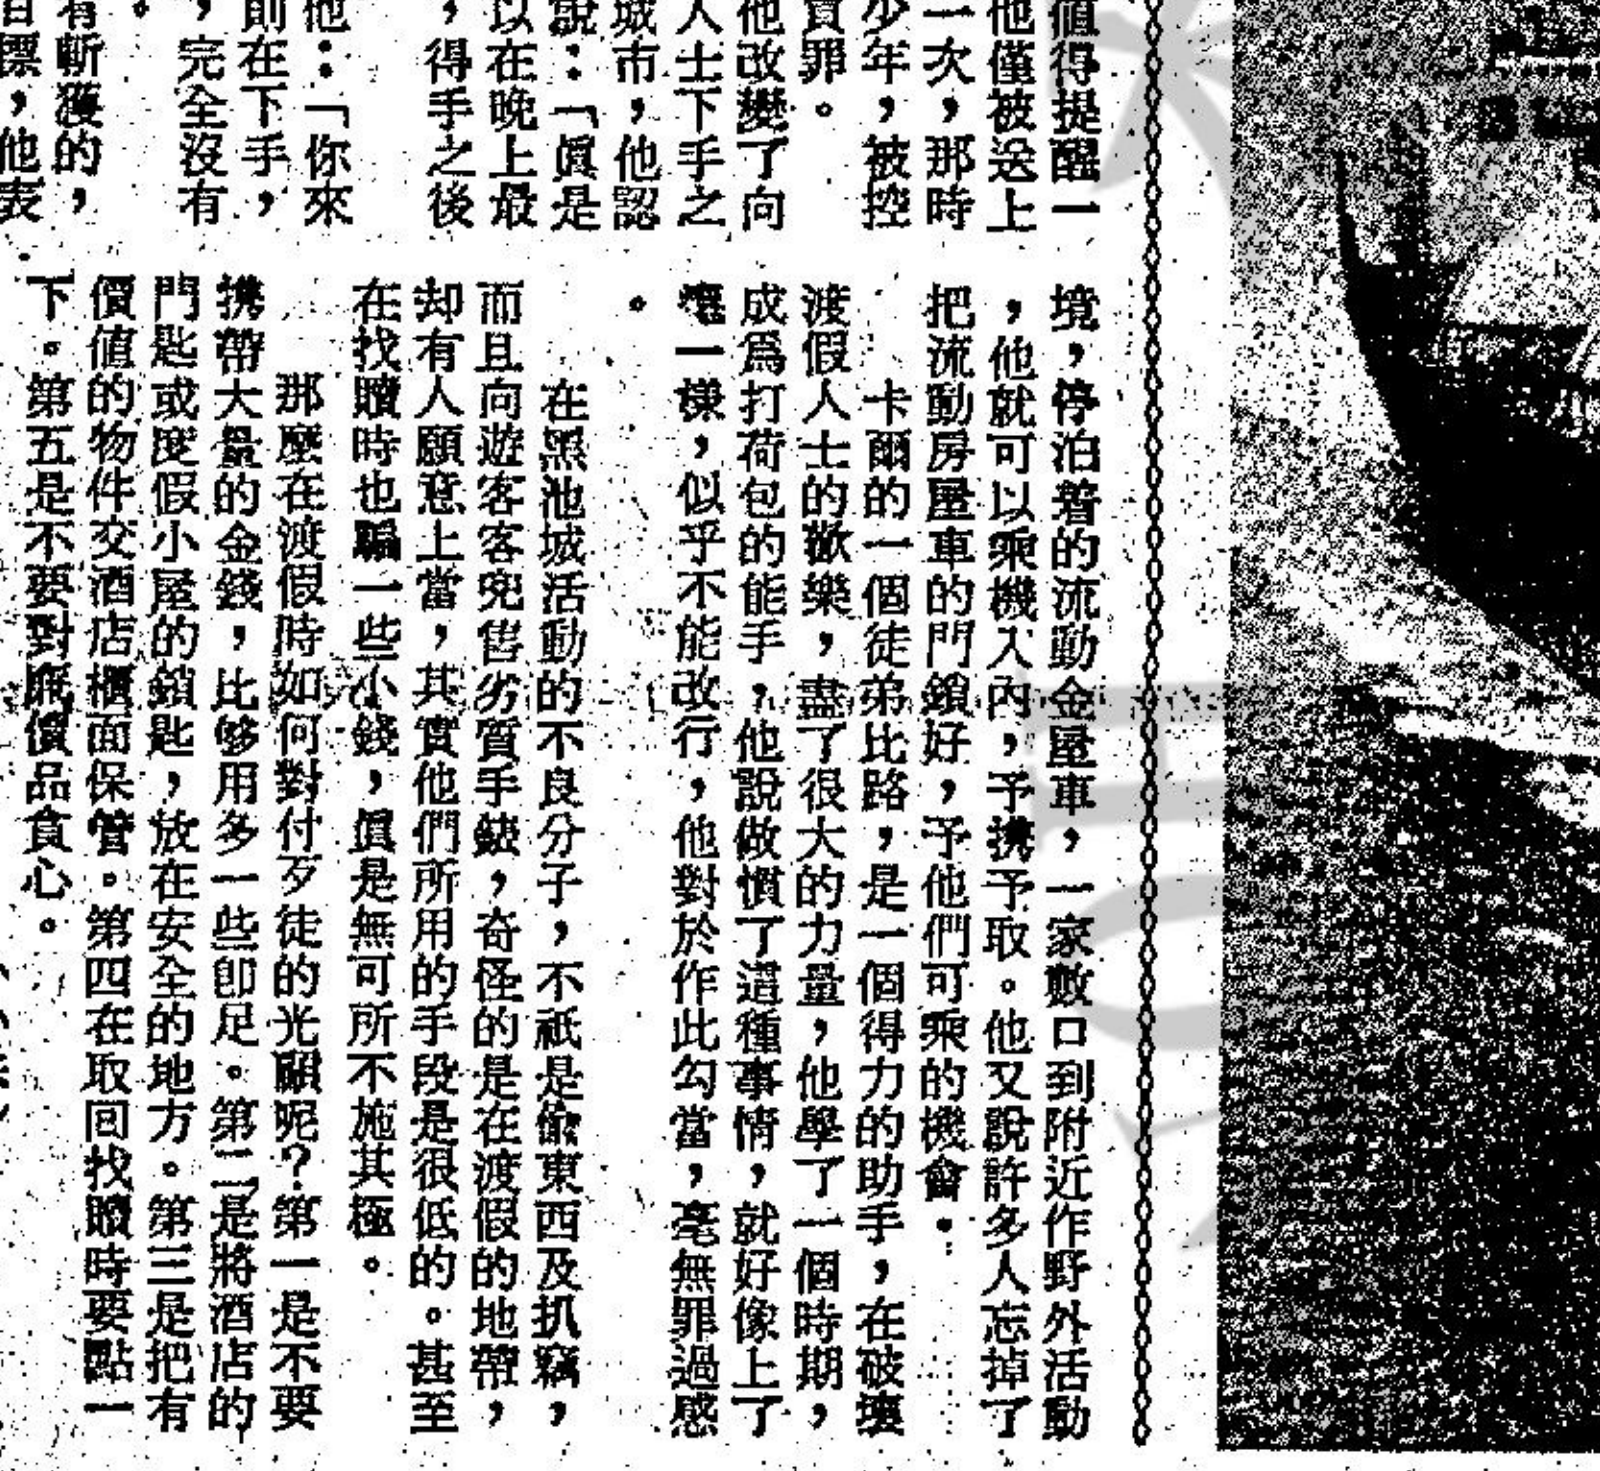 值得提醒一
他僅被送上
一次，那時
少年，被控
罪。
他改變了向
人士下手之
城市，他認
說：「眞是
以在晚上最
，得手之後
他：「你來
則在下手，
，完全沒有
。
有斬獲的，
目標，他表
境，停泊着的流動金屋車，一家數口到附近作野外活動
，他就可以乘機入內，予携予取。他又說許多人忘掉了
把流動房屋車的門鎖好，予他們可乘的機會。
卡爾的一個徒弟比路，是一個得力的助手，在破壞
渡假人士的歡樂，盡了很大的力量，他學了一個時期，
成爲打荷包的能手，他說做慣了這種事情，就好像上了
一樣，似乎不能改行，他對於作此勾當，毫無罪過感
。
在黑池城活動的不良分子，不祇是偷東西及扒竊，
而且向遊客客兜售劣質手錶，奇怪的是在渡假的地帶，
却有人願意上當，其實他們所用的手段是很低的。甚至
在找贖時也騙一些小錢，眞是無可所不施其極。
那麼在渡假時如何對付歹徒的光顧呢？第一是不要
携帶大量的金錢，比够用多一些卽足。第二是將酒店的
門匙或度假小屋的鎖匙，放在安全的地方。第三是把有
價值的物件交酒店櫃面保管。第四在取回找贖時要點一
下。第五是不要對廉價品貪心。